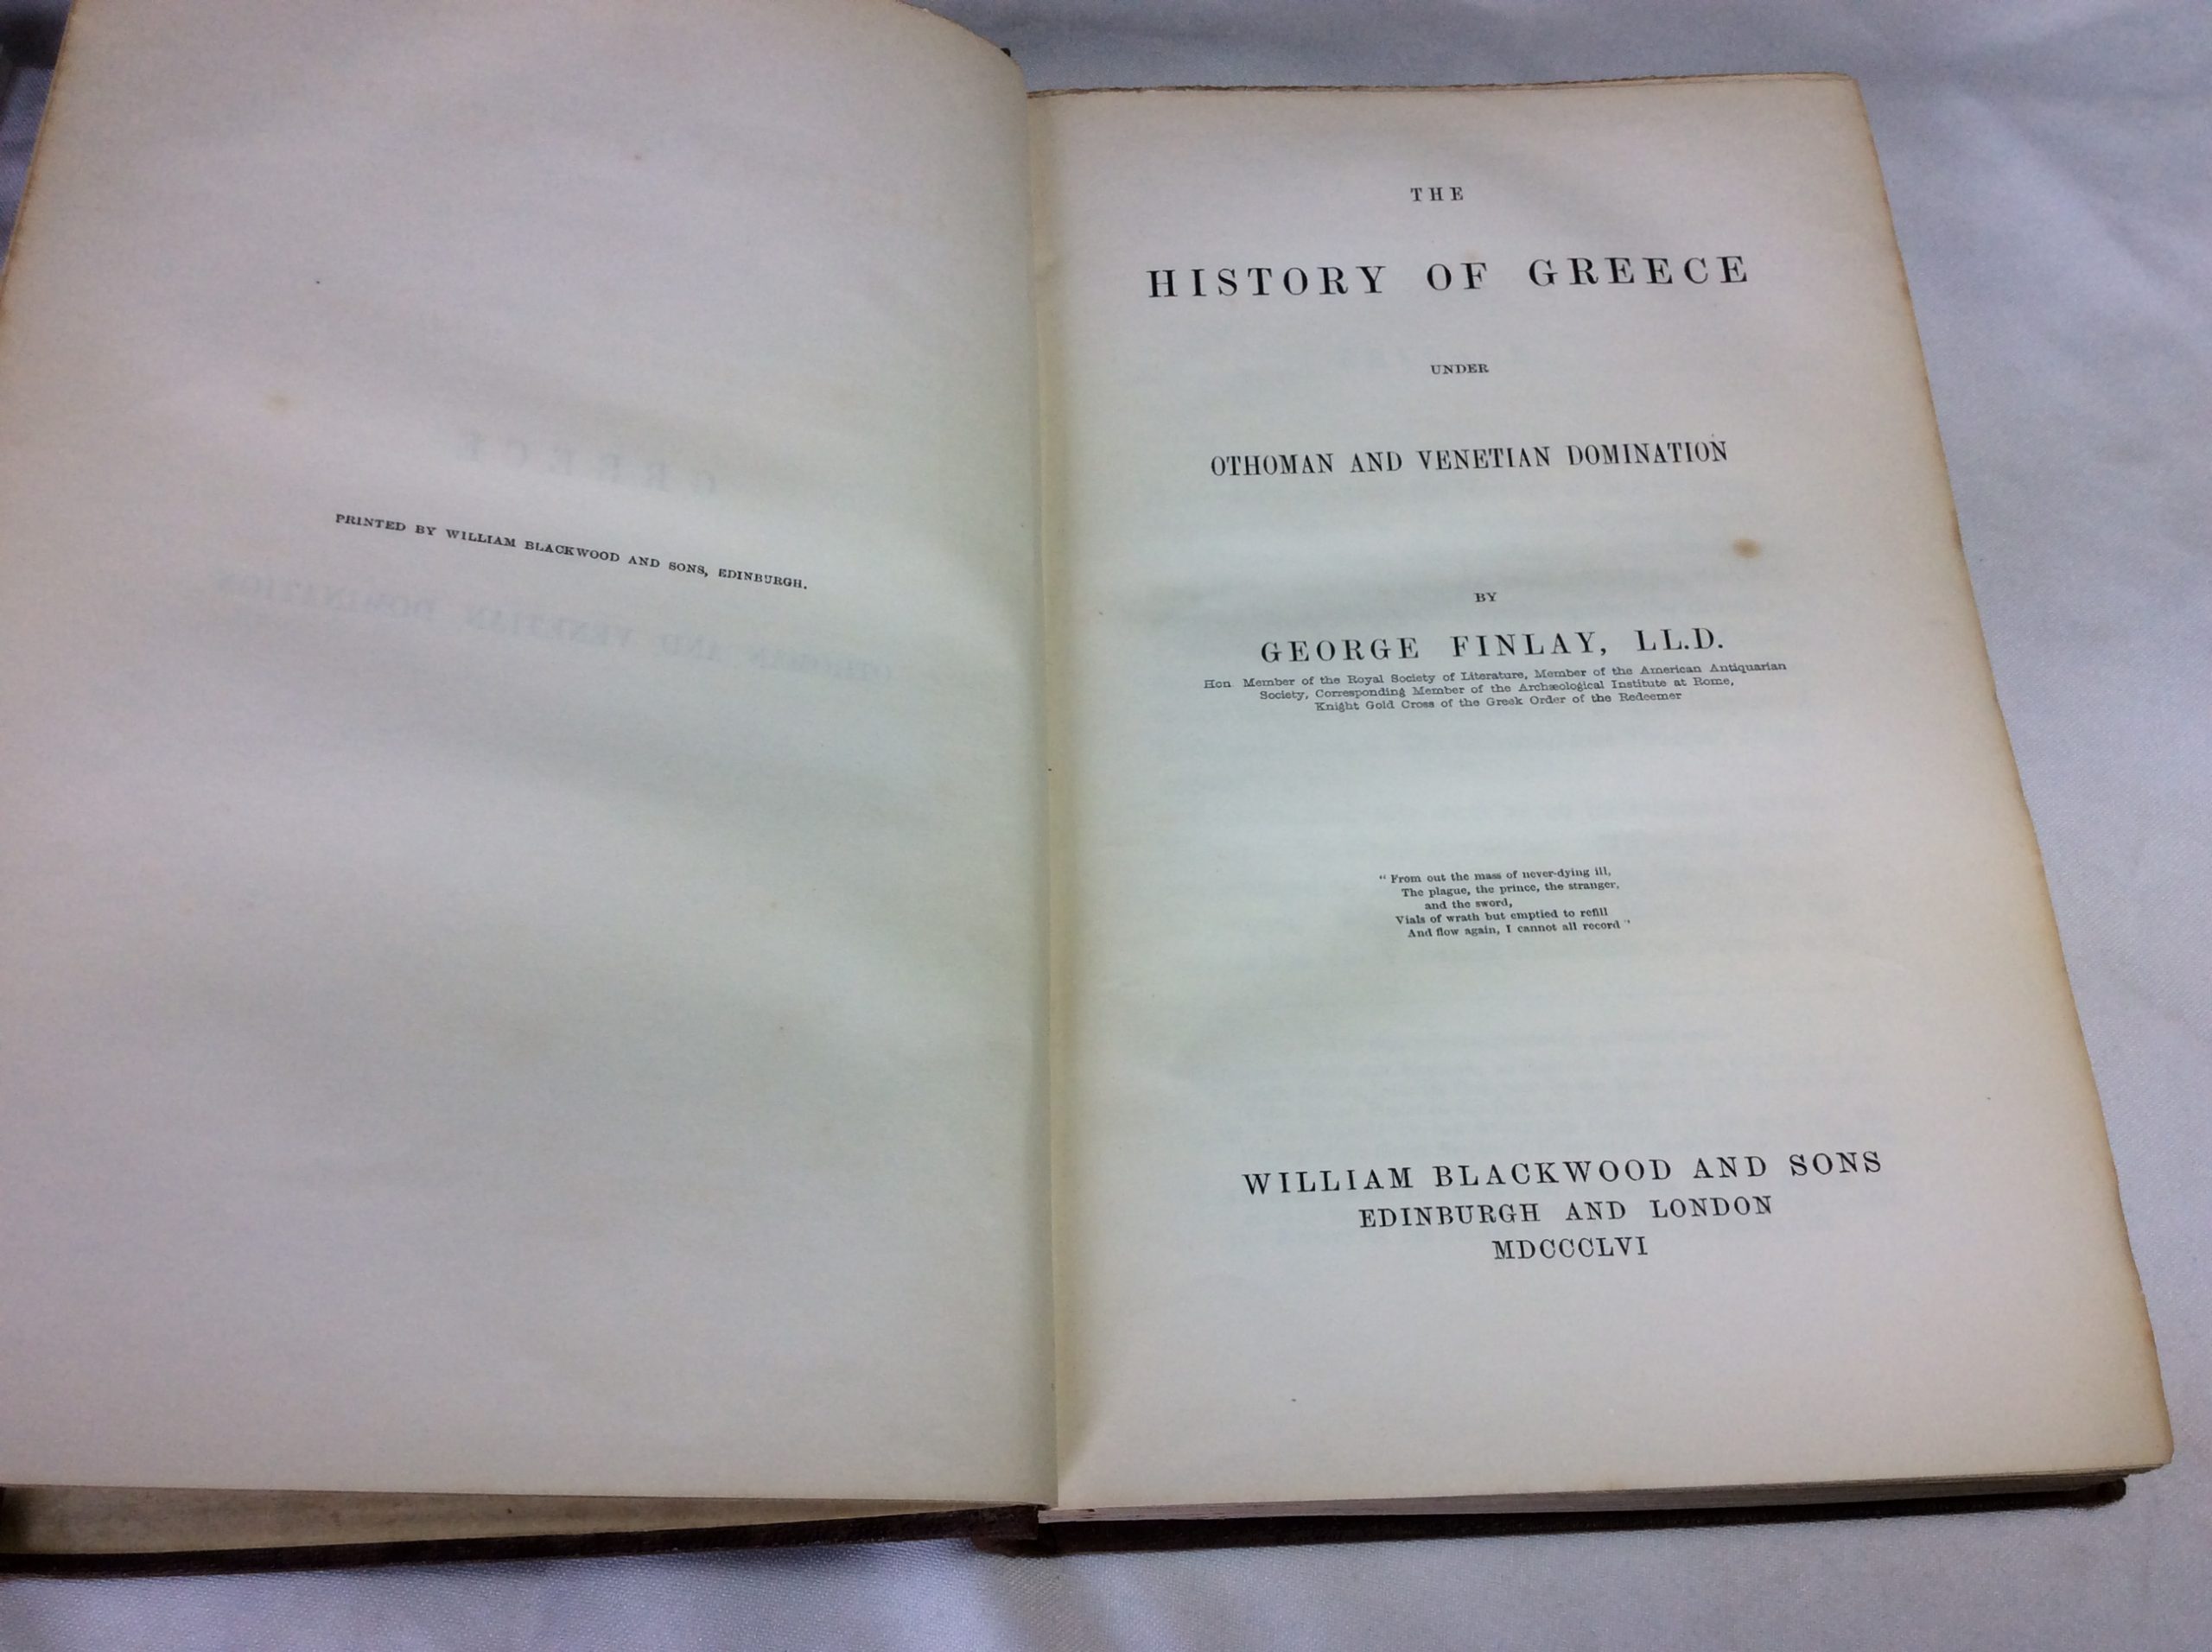 PRINTED BY WILLIAM BLACKWOOD AND SONS, EDINBURGH.
THE
HISTORY OF GREECE
UNDER
OTHOMAN AND VENETIAN DOMINATION
BY
GEORGE FINLAY, LL.D.
Hon Member of the Royal Society of Literature, Member of the American Antiquarian
Society, Corresponding Member of the Archæological Institute at Rome,
Knight Gold Cross of the Greek Order of the Redeemer
“From out the mass of never-dying ill,
The plague, the prince, the stranger,
and the sword,
Vials of wrath but emptied to refill
And flow again, I cannot all record”
WILLIAM BLACKWOOD AND SONS
EDINBURGH AND LONDON
MDCCCLVI